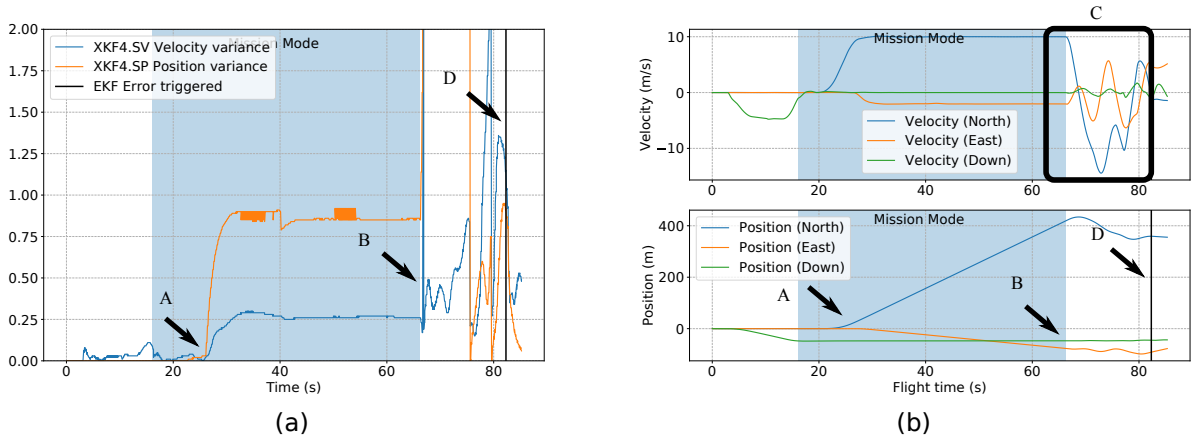 2.00
1.75
1.50
1.25
1.00
0.75
0.50
0.25
0.00
Mission Mode
XKF4.SV Velocity variance
XKF4.SP Position variance
EKF Error triggered
A
B
D
0 20 40 60 80
Time (s)
(a)
C
Velocity (m/s)
10
0
−10
Mission Mode
Velocity (North)
Velocity (East)
Velocity (Down)
0 20 40 60 80
Position (m)
400
200
0
Mission Mode
Position (North)
Position (East)
Position (Down)
A
B
D
0 20 40 60 80
Flight time (s)
(b)